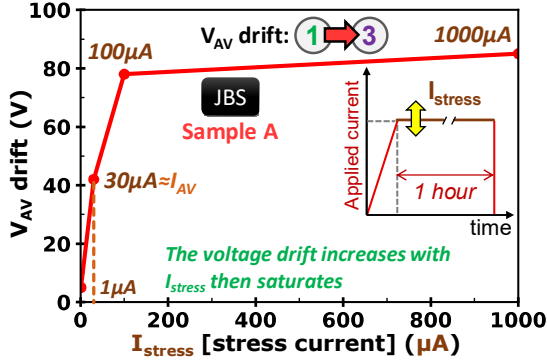 V_AV drift: 1 3
100μA
1000μA
JBS
Sample A
30μA≈I_AV
1μA
I_stress
Applied current
1 hour
time
The voltage drift increases with
I_stress then saturates
V_AV drift (V)
100
80
60
40
20
0
0 200 400 600 800 1000
I_stress [stress current] (μA)